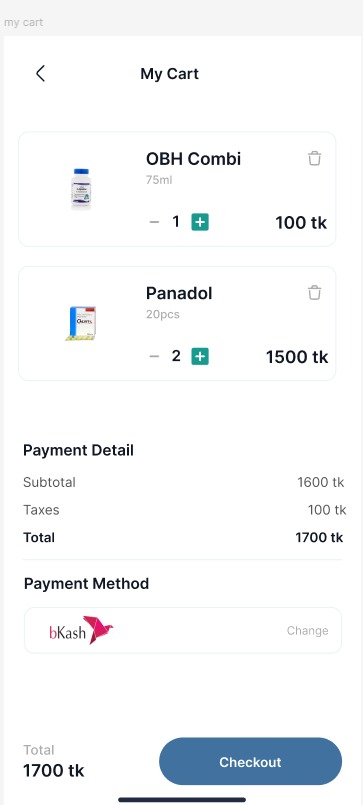 my cart
My Cart
OBH Combi
75ml
1
100 tk
Panadol
20pcs
2
1500 tk
Payment Detail
Subtotal 1600 tk
Taxes 100 tk
Total 1700 tk
Payment Method
bKash Change
Total
1700 tk
Checkout